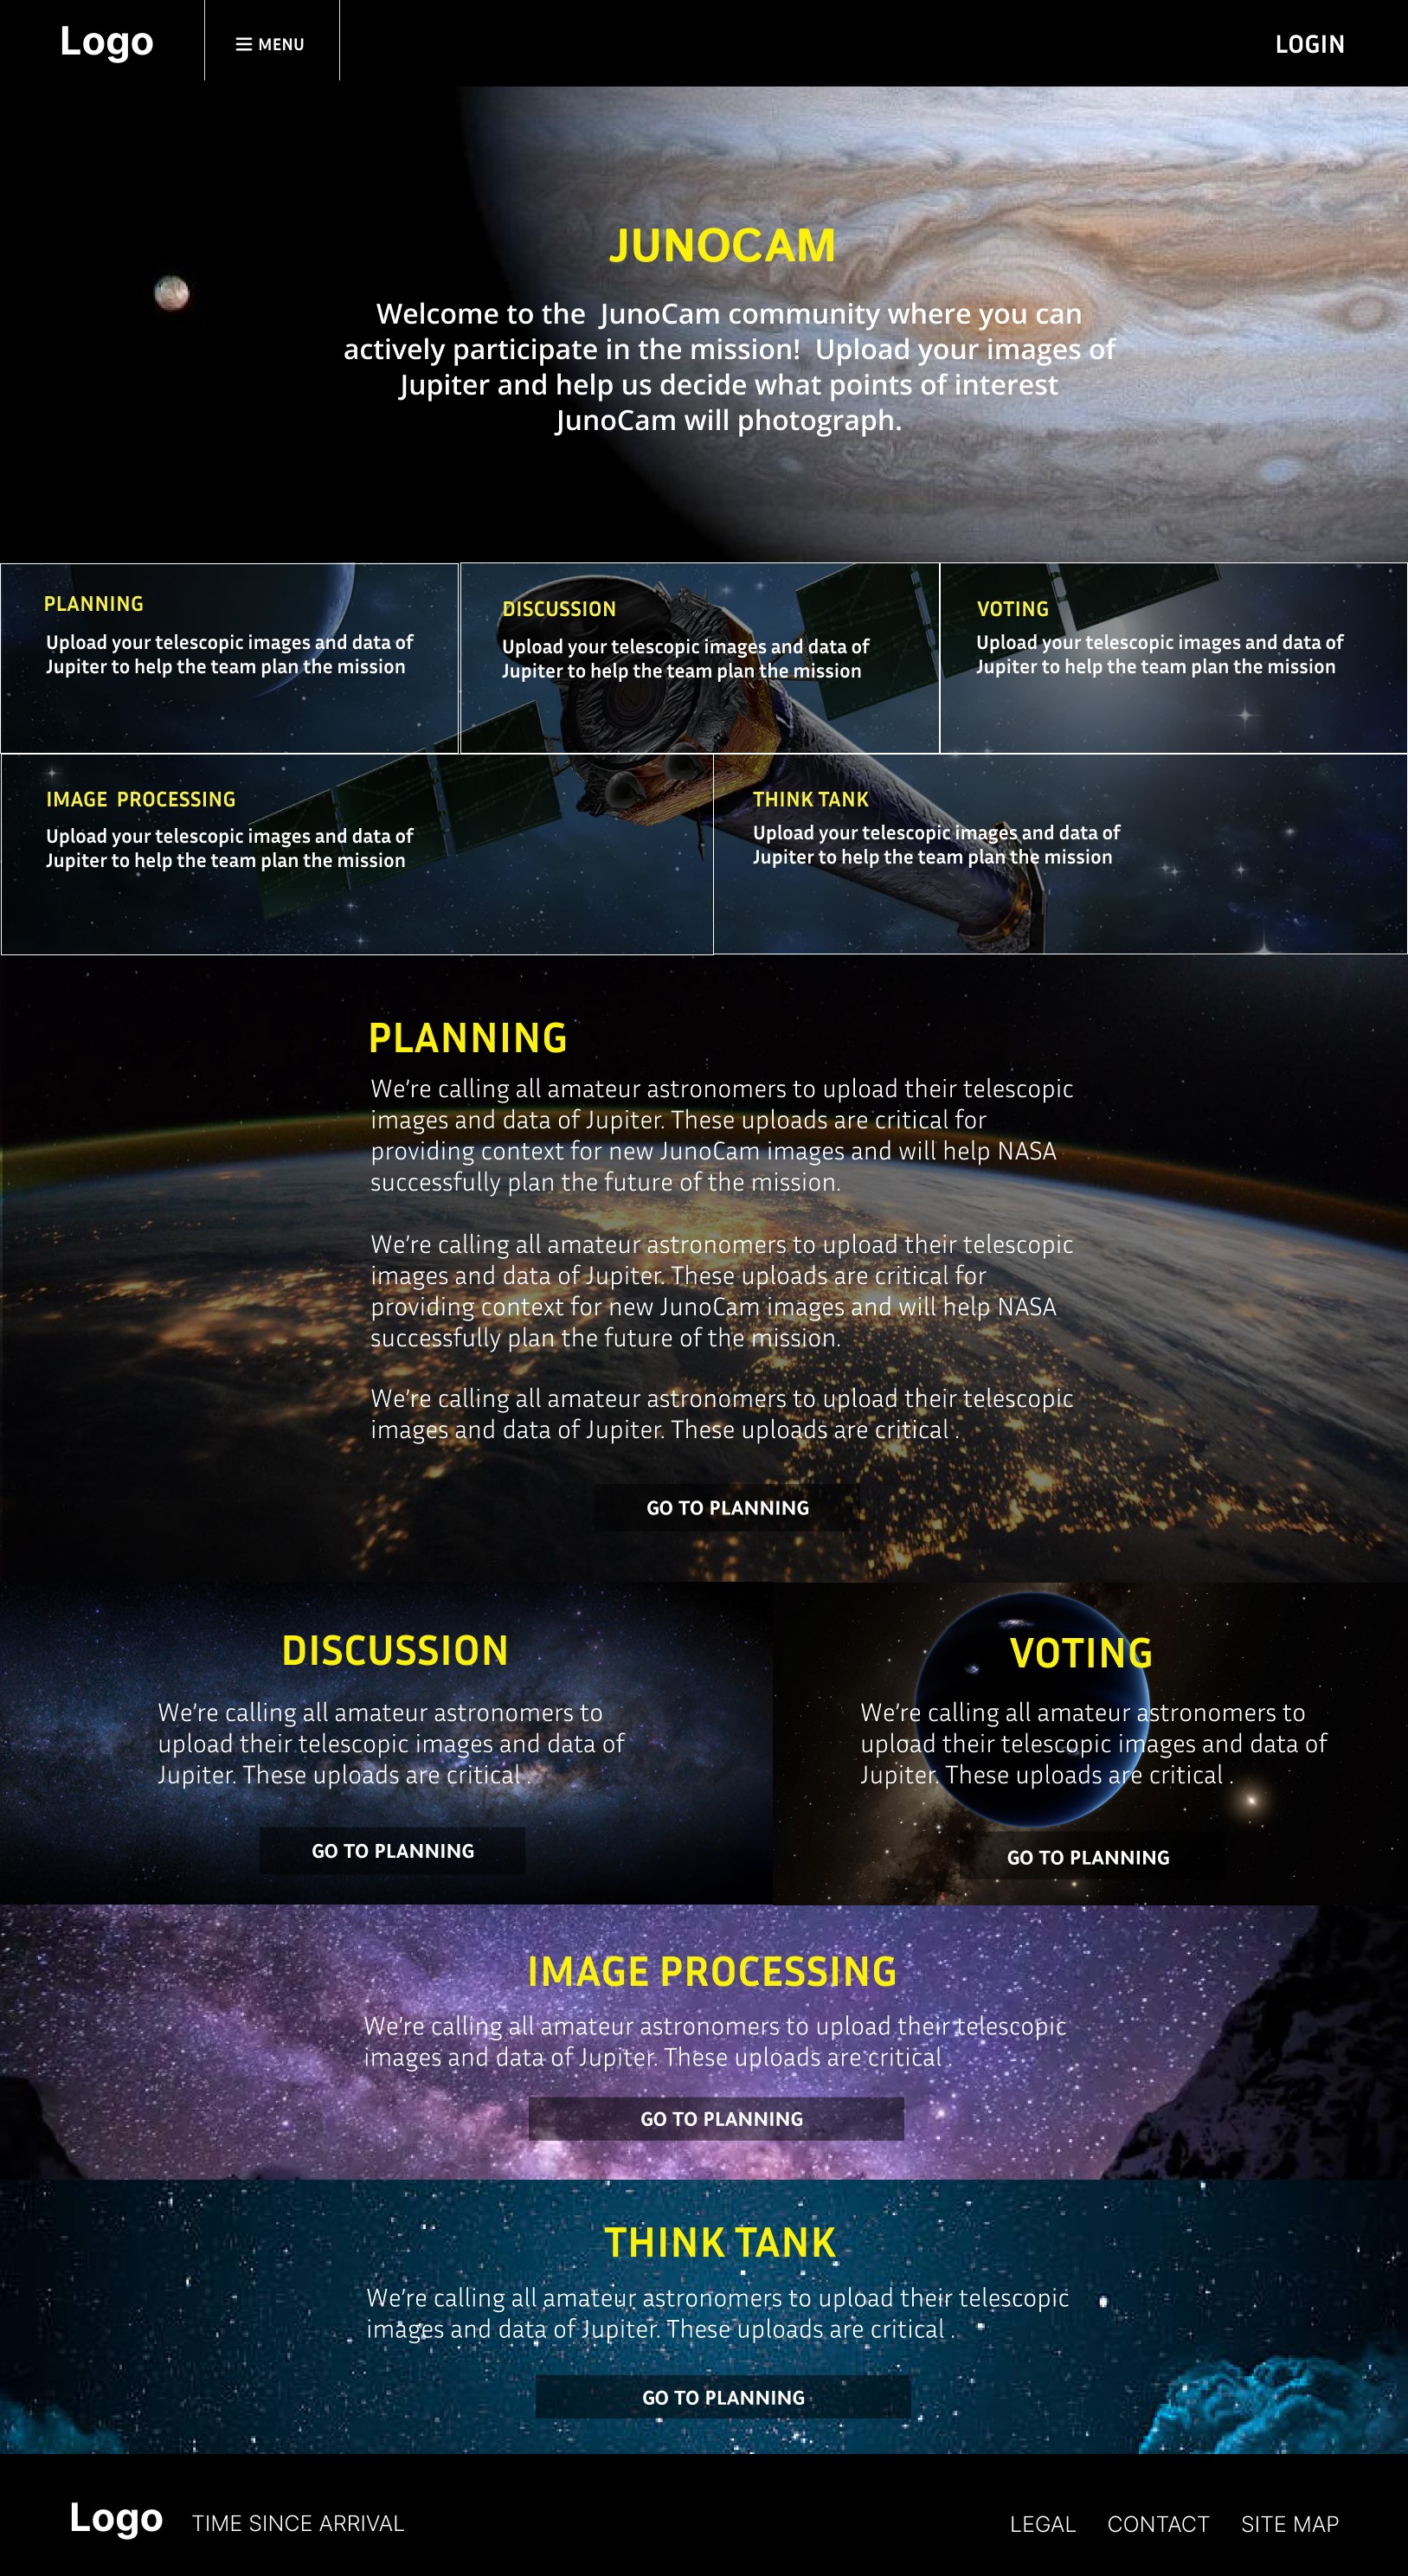 Logo
MENU
LOGIN
JUNOCAM
Welcome to the  JunoCam community where you can
actively participate in the mission!  Upload your images of
Jupiter and help us decide what points of interest
JunoCam will photograph.
PLANNING
Upload your telescopic images and data of
Jupiter to help the team plan the mission
DISCUSSION
Upload your telescopic images and data of
Jupiter to help the team plan the mission
VOTING
Upload your telescopic images and data of
Jupiter to help the team plan the mission
IMAGE  PROCESSING
Upload your telescopic images and data of
Jupiter to help the team plan the mission
THINK TANK
Upload your telescopic images and data of
Jupiter to help the team plan the mission
PLANNING
We’re calling all amateur astronomers to upload their telescopic
images and data of Jupiter. These uploads are critical for
providing context for new JunoCam images and will help NASA
successfully plan the future of the mission.
We’re calling all amateur astronomers to upload their telescopic
images and data of Jupiter. These uploads are critical for
providing context for new JunoCam images and will help NASA
successfully plan the future of the mission.
We’re calling all amateur astronomers to upload their telescopic
images and data of Jupiter. These uploads are critical .
GO TO PLANNING
DISCUSSION
We’re calling all amateur astronomers to
upload their telescopic images and data of
Jupiter. These uploads are critical .
GO TO PLANNING
VOTING
We’re calling all amateur astronomers to
upload their telescopic images and data of
Jupiter. These uploads are critical .
GO TO PLANNING
IMAGE PROCESSING
We’re calling all amateur astronomers to upload their telescopic
images and data of Jupiter. These uploads are critical .
GO TO PLANNING
THINK TANK
We’re calling all amateur astronomers to upload their telescopic
images and data of Jupiter. These uploads are critical .
GO TO PLANNING
Logo
TIME SINCE ARRIVAL
LEGAL
CONTACT
SITE MAP